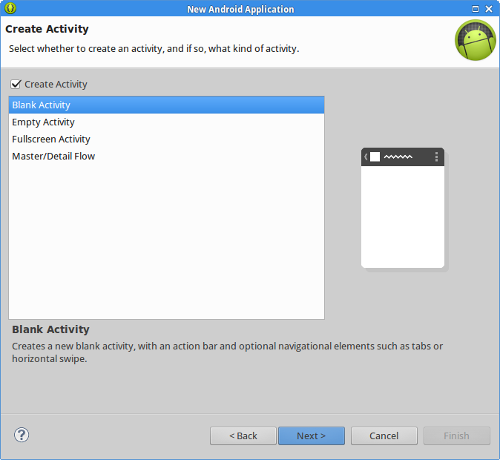 New Android Application
Create Activity
Select whether to create an activity, and if so, what kind of activity.
Create Activity
Blank Activity
Empty Activity
Fullscreen Activity
Master/Detail Flow
Blank Activity
Creates a new blank activity, with an action bar and optional navigational elements such as tabs or
horizontal swipe.
?
< Back
Next >
Cancel
Finish